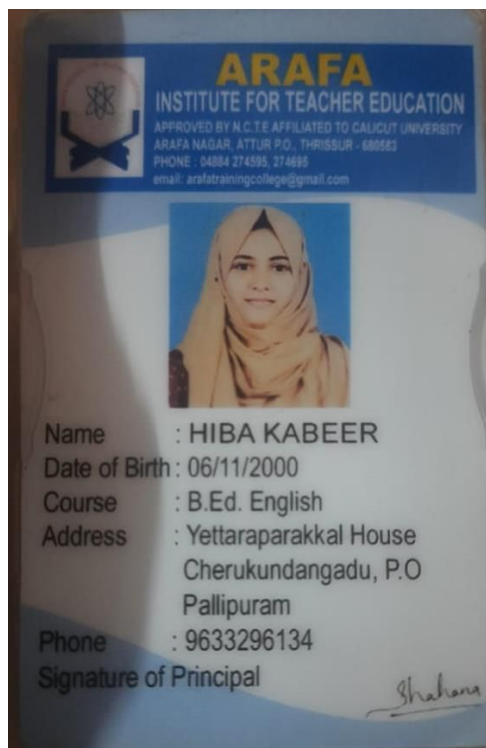 ARAFA
INSTITUTE FOR TEACHER EDUCATION
APPROVED BY N.C.T.E AFFILIATED TO CALICUT UNIVERSITY
ARAFA NAGAR, ATTUR P.O., THRISSUR - 680583
PHONE : 04884 274595, 274695
email: arafatrainingcollege@gmail.com
Name : HIBA KABEER
Date of Birth : 06/11/2000
Course : B.Ed. English
Address : Yettaraparakkal House
Cherukundangadu, P.O
Pallipuram
Phone : 9633296134
Signature of Principal
Shahana